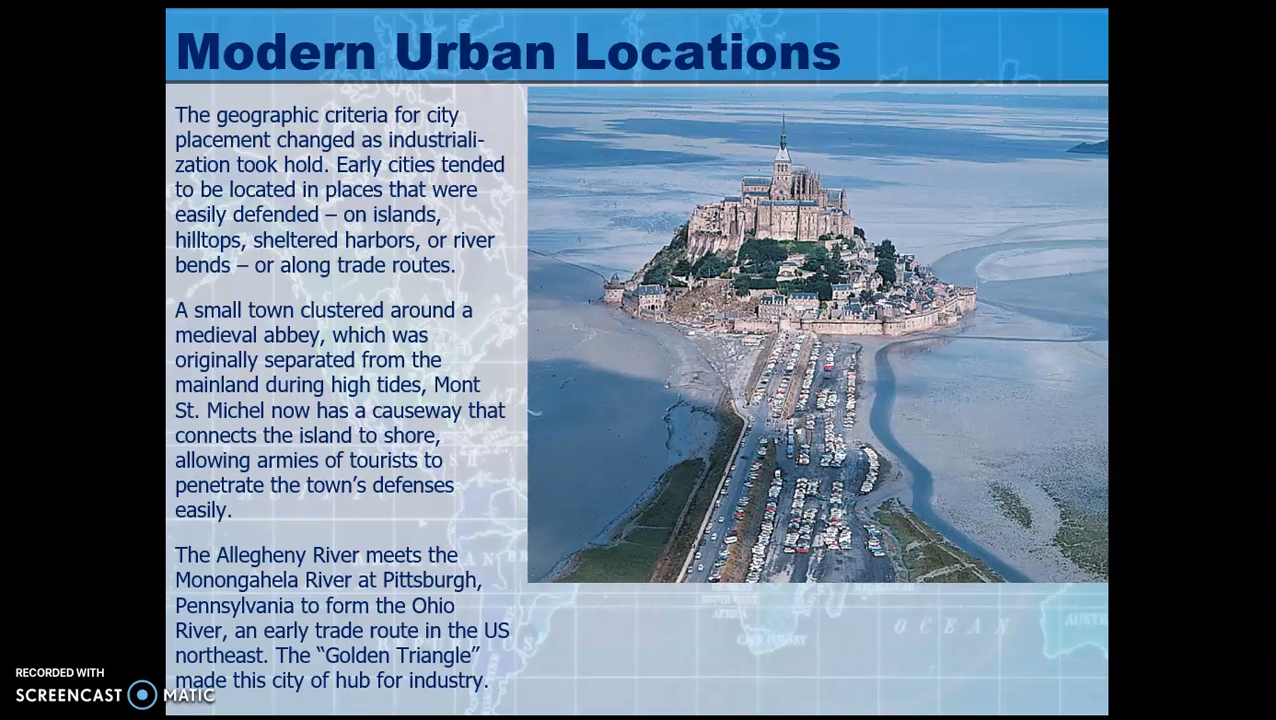 Modern Urban Locations
The geographic criteria for city
placement changed as industriali-
zation took hold. Early cities tended
to be located in places that were
easily defended – on islands,
hilltops, sheltered harbors, or river
bends – or along trade routes.
A small town clustered around a
medieval abbey, which was
originally separated from the
mainland during high tides, Mont
St. Michel now has a causeway that
connects the island to shore,
allowing armies of tourists to
penetrate the town’s defenses
easily.
The Allegheny River meets the
Monongahela River at Pittsburgh,
Pennsylvania to form the Ohio
River, an early trade route in the US
northeast. The “Golden Triangle”
made this city of hub for industry.
OCEAN
CAPE COLONY
RECORDED WITH
SCREENCAST MATIC